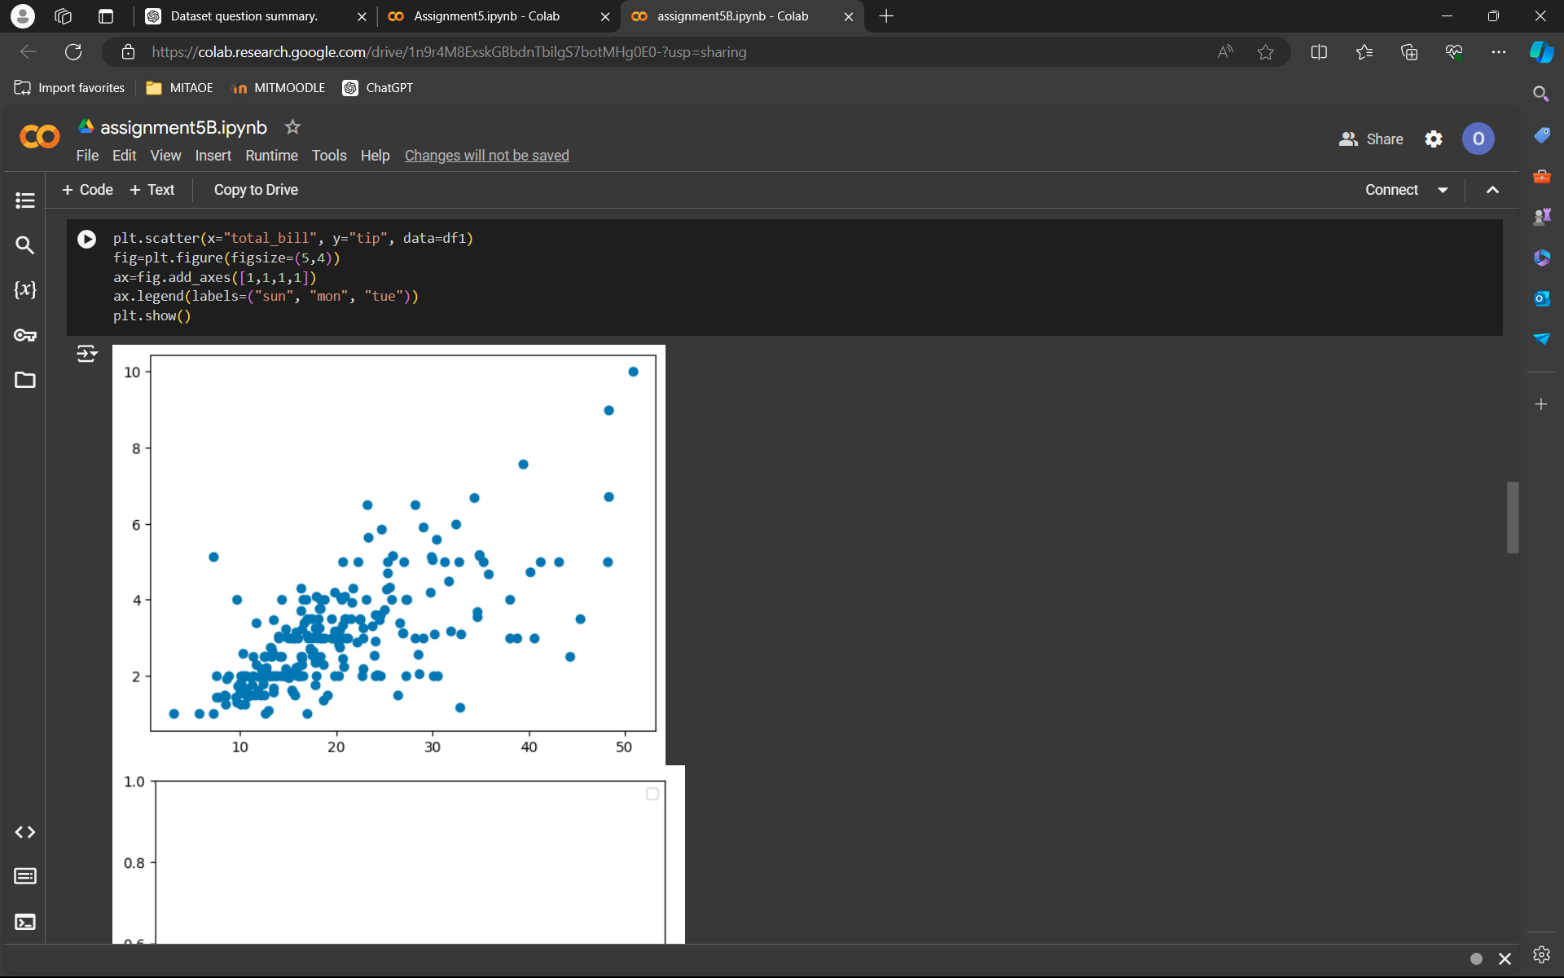 Dataset question summary.
Assignment5.ipynb - Colab
assignment5B.ipynb - Colab
https://colab.research.google.com/drive/1n9r4M8ExskGBbdnTbilgS7botMHg0E0-?usp=sharing
Import favorites
MITAOE
MITMOODLE
ChatGPT
assignment5B.ipynb
Share
O
File Edit View Insert Runtime Tools Help Changes will not be saved
+ Code + Text Copy to Drive
Connect
plt.scatter(x="total_bill", y="tip", data=df1)
fig=plt.figure(figsize=(5,4))
ax=fig.add_axes([1,1,1,1])
ax.legend(labels=("sun", "mon", "tue"))
plt.show()
{x}
10
8
6
4
2
10 20 30 40 50
1.0
0.8